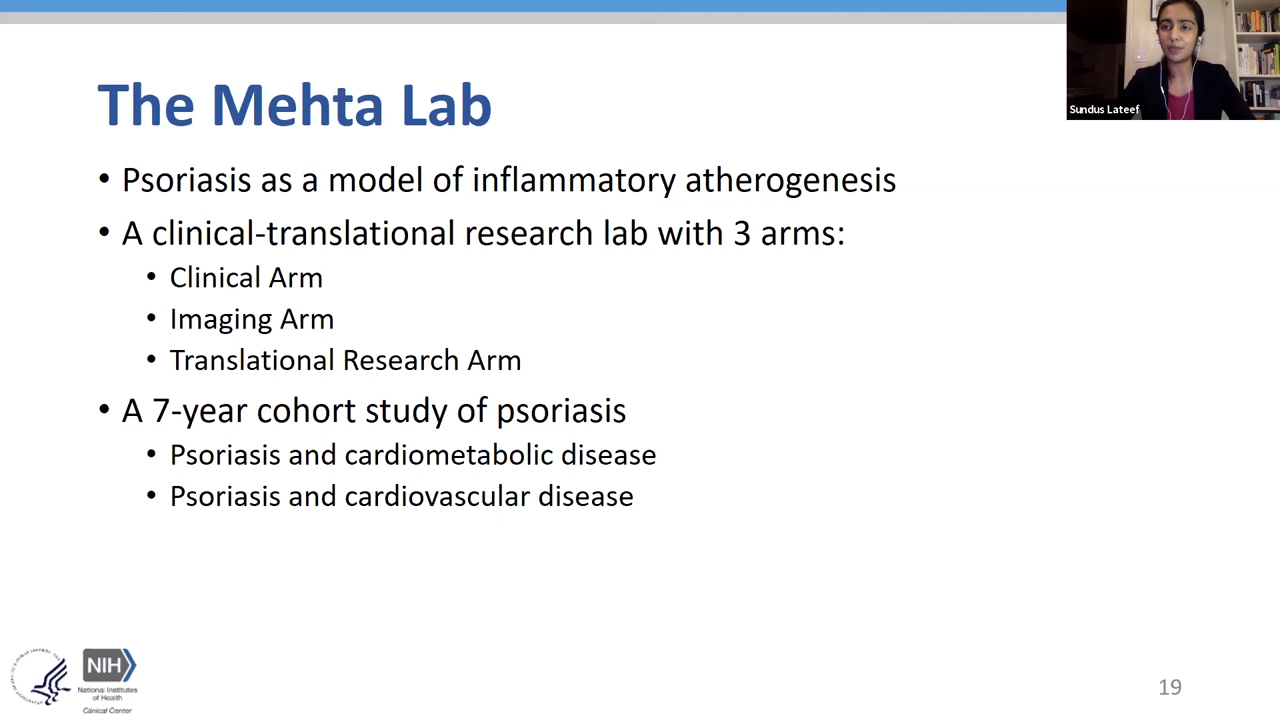 The Mehta Lab
Sundus Lateef
• Psoriasis as a model of inflammatory atherogenesis
• A clinical-translational research lab with 3 arms:
• Clinical Arm
• Imaging Arm
• Translational Research Arm
• A 7-year cohort study of psoriasis
• Psoriasis and cardiometabolic disease
• Psoriasis and cardiovascular disease
NIH
National Institutes
of Health
Clinical Center
19